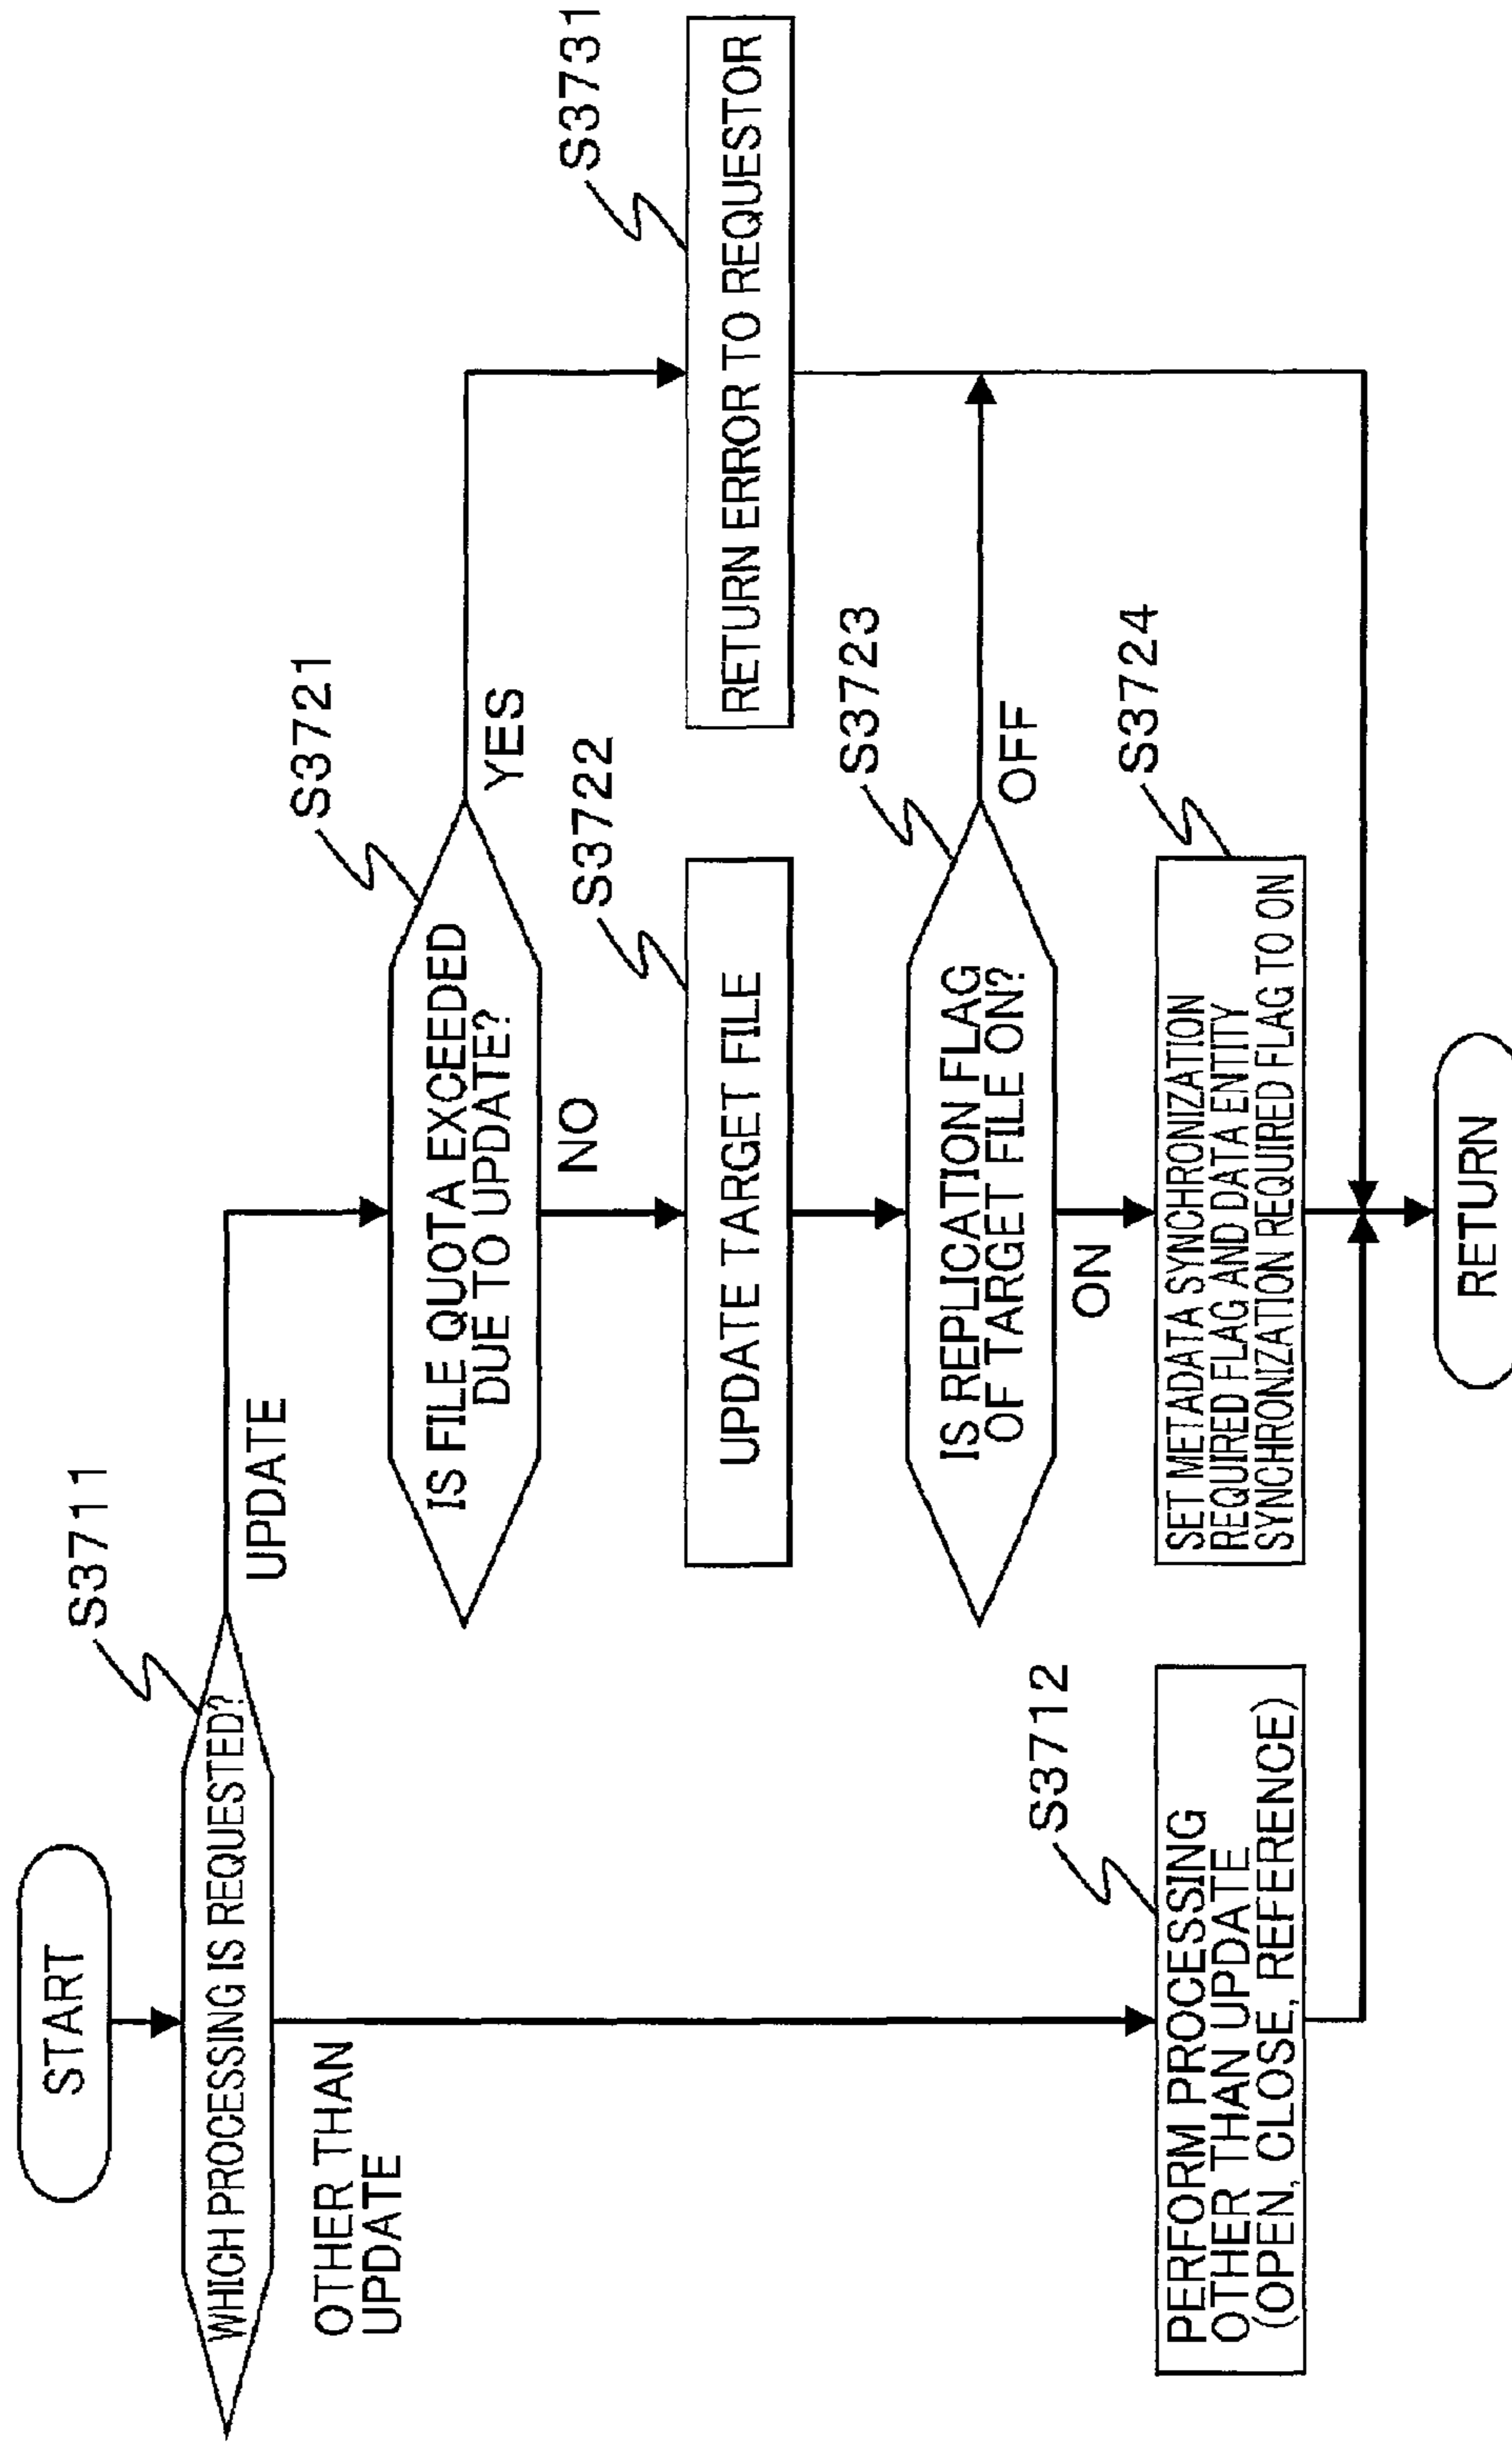 START
S3711
WHICH PROCESSING IS REQUESTED?
UPDATE
OTHER THAN
UPDATE
S3721
IS FILE QUOTA EXCEEDED
DUE TO UPDATE?
YES
NO
S3722
UPDATE TARGET FILE
S3731
RETURN ERROR TO REQUESTOR
S3723
IS REPLICATION FLAG
OF TARGET FILE ON?
OFF
ON
S3712
PERFORM PROCESSING
OTHER THAN UPDATE
(OPEN, CLOSE, REFERENCE)
S3724
SET METADATA SYNCHRONIZATION
REQUIRED FLAG AND DATA ENTITY
SYNCHRONIZATION REQUIRED FLAG TO ON
RETURN